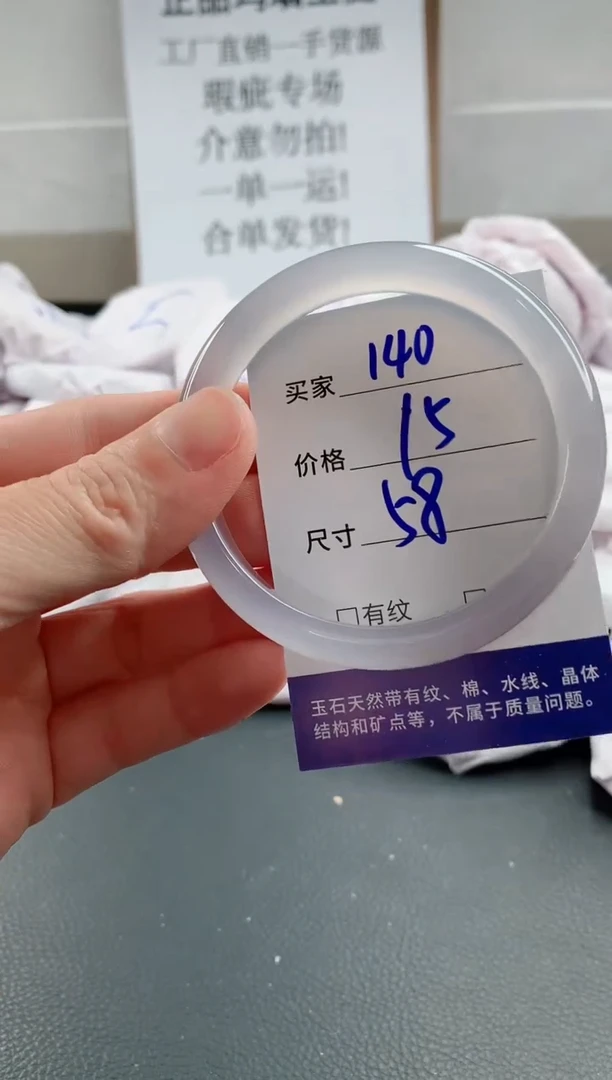 工厂直销一手货源
瑕疵专场
介意勿拍!
一单一运!
合单发货!
买家 140
价格 15
尺寸 58
□有纹 □
玉石天然带有纹、棉、水线、晶体
结构和矿点等，不属于质量问题。